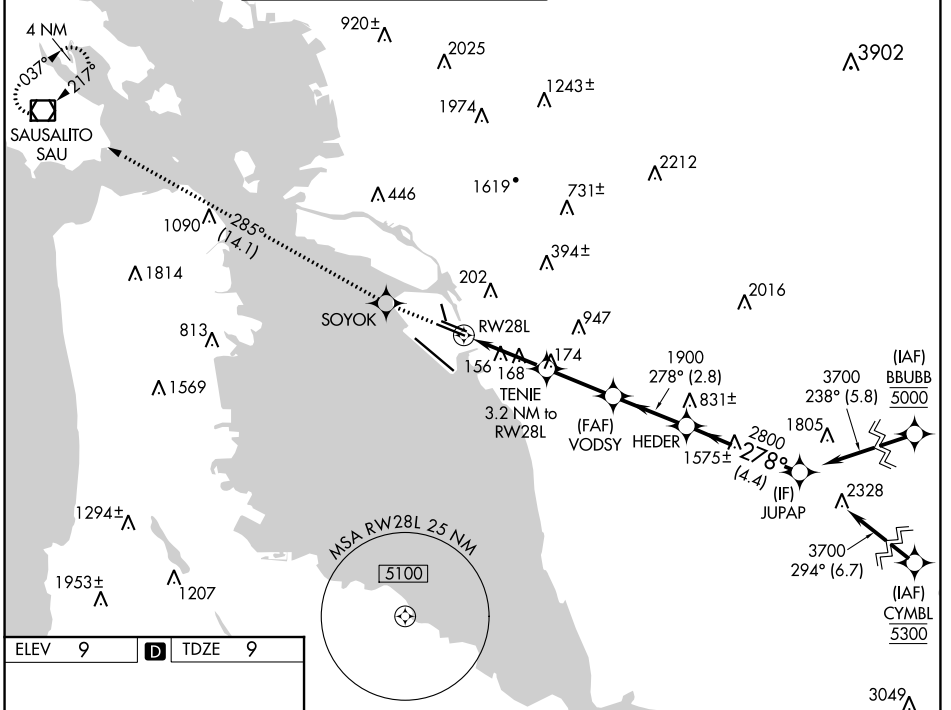 4 NM
037°
217°
SAUSALITO
SAU
920±
2025
1974
1243±
3902
2212
1619
731±
446
1090
285°
(14.1)
394±
1814
202
2016
SOYOK
RW28L
947
813
156
168
174
1569
TENIE
3.2 NM to
RW28L
1900
278° (2.8)
831±
(FAF)
VODSY
HEDER
1575±
2800
278°
(4.4)
3700
238° (5.8)
1805
(IAF)
BBUBB
5000
(IF)
JUPAP
2328
3700
294° (6.7)
(IAF)
CYMBL
5300
1294±
1953±
1207
MSA RW28L 25 NM
5100
ELEV 9 D TDZE 9
3049